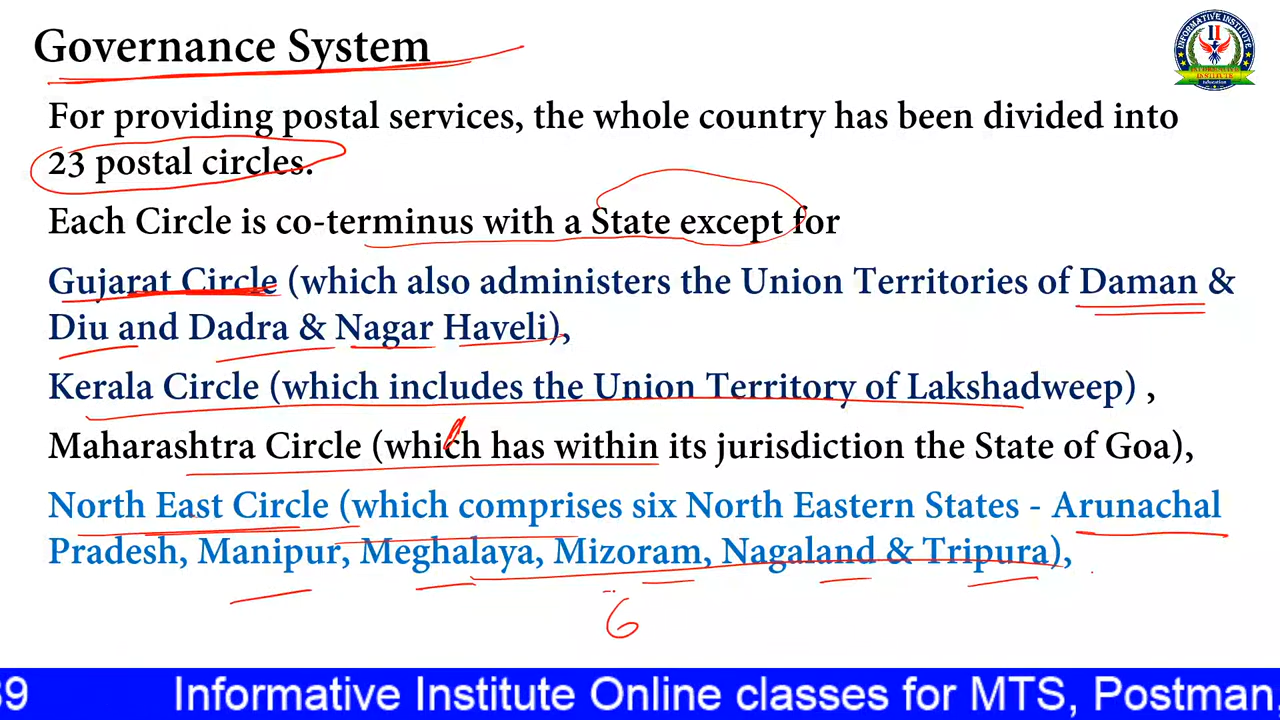 Governance System
INFORMATIVE INSTITUTE
II
For providing postal services, the whole country has been divided into
23 postal circles.
Each Circle is co-terminus with a State except for
Gujarat Circle (which also administers the Union Territories of Daman &
Diu and Dadra & Nagar Haveli),
Kerala Circle (which includes the Union Territory of Lakshadweep) ,
Maharashtra Circle (which has within its jurisdiction the State of Goa),
North East Circle (which comprises six North Eastern States - Arunachal
Pradesh, Manipur, Meghalaya, Mizoram, Nagaland & Tripura),
6
39 Informative Institute Online classes for MTS, Postman,